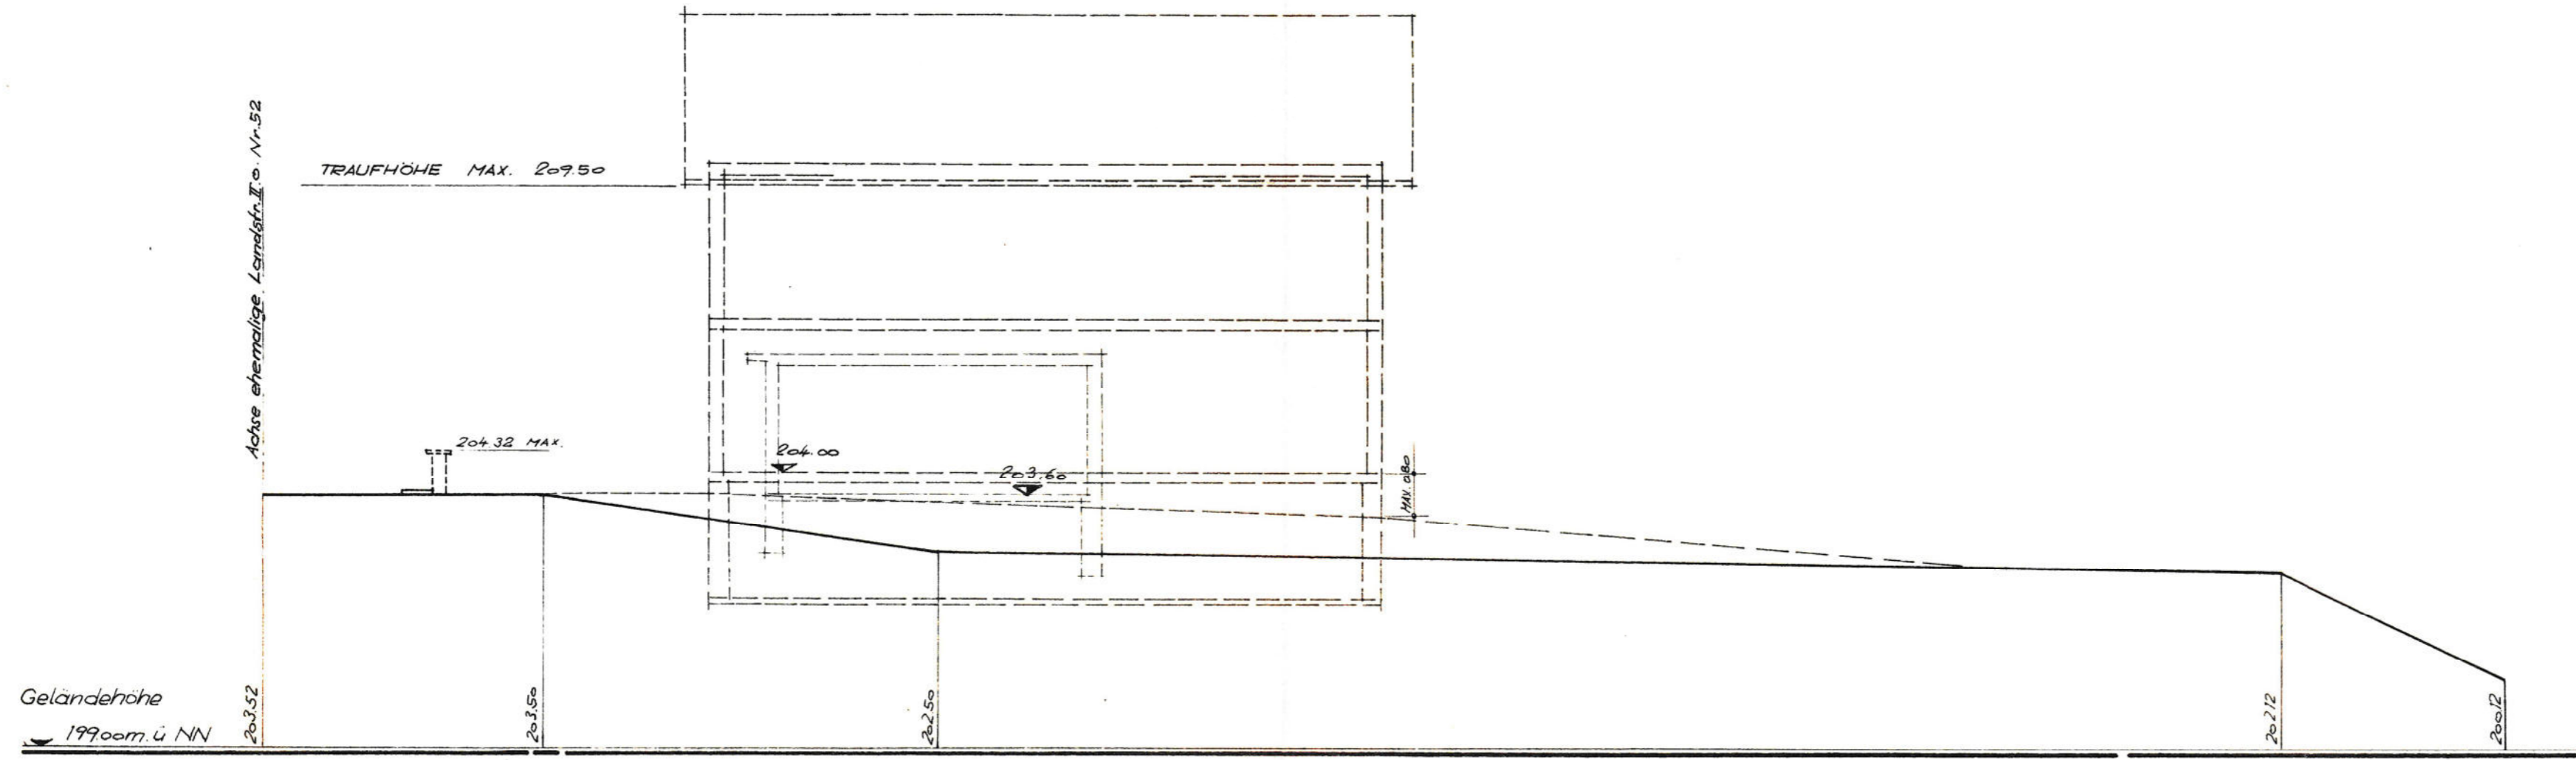 Achse ehemalige Landstr. II. o. Nr. 52
TRAUFHÖHE MAX. 209.50
204.32 MAX.
204.00
203.60
MAX. 0.80
Geländehöhe
199.00 m. ü NN
203.52
203.50
202.50
202.12
200.12